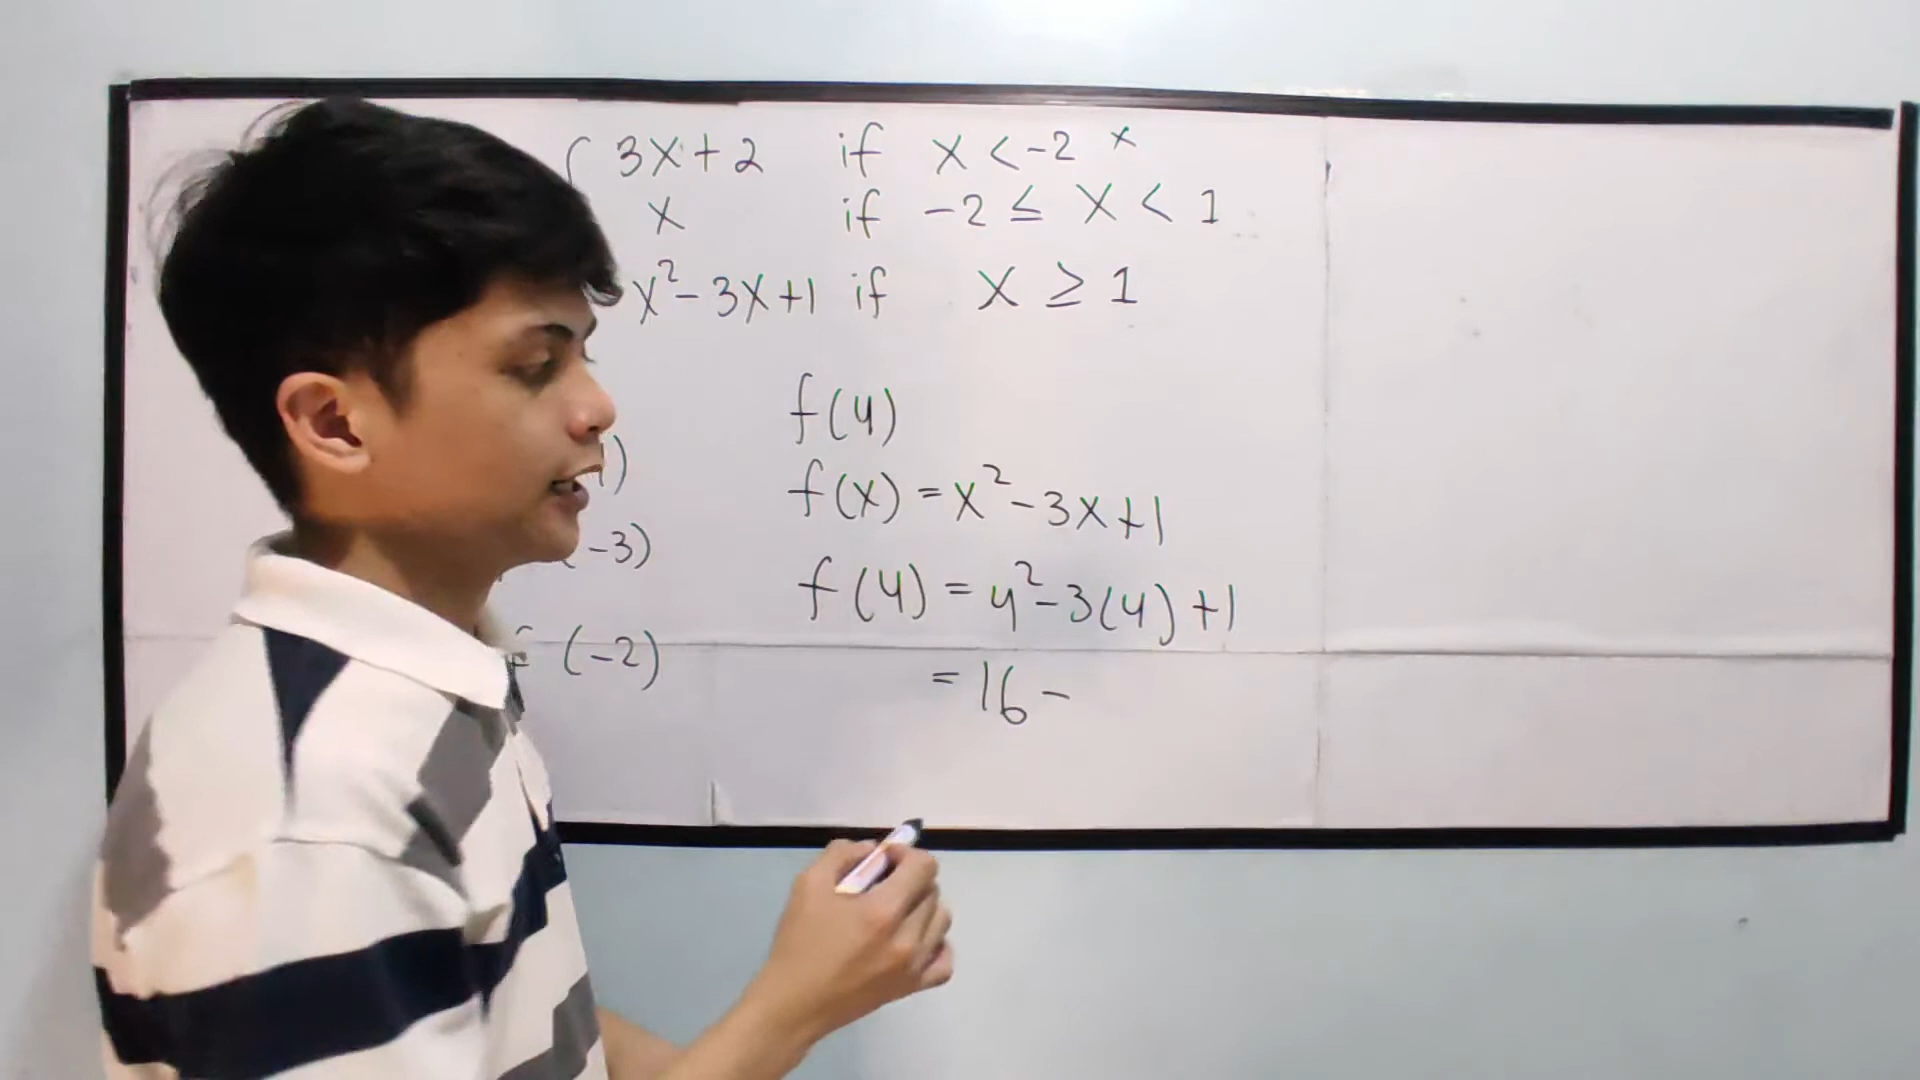 3x+2 if x < -2 x
x if -2 ≤ x < 1
x²-3x+1 if x ≥ 1
1)
(-3)
f(-2)
f(4)
f(x) = x²-3x+1
f(4) = 4²-3(4)+1
= 16 -